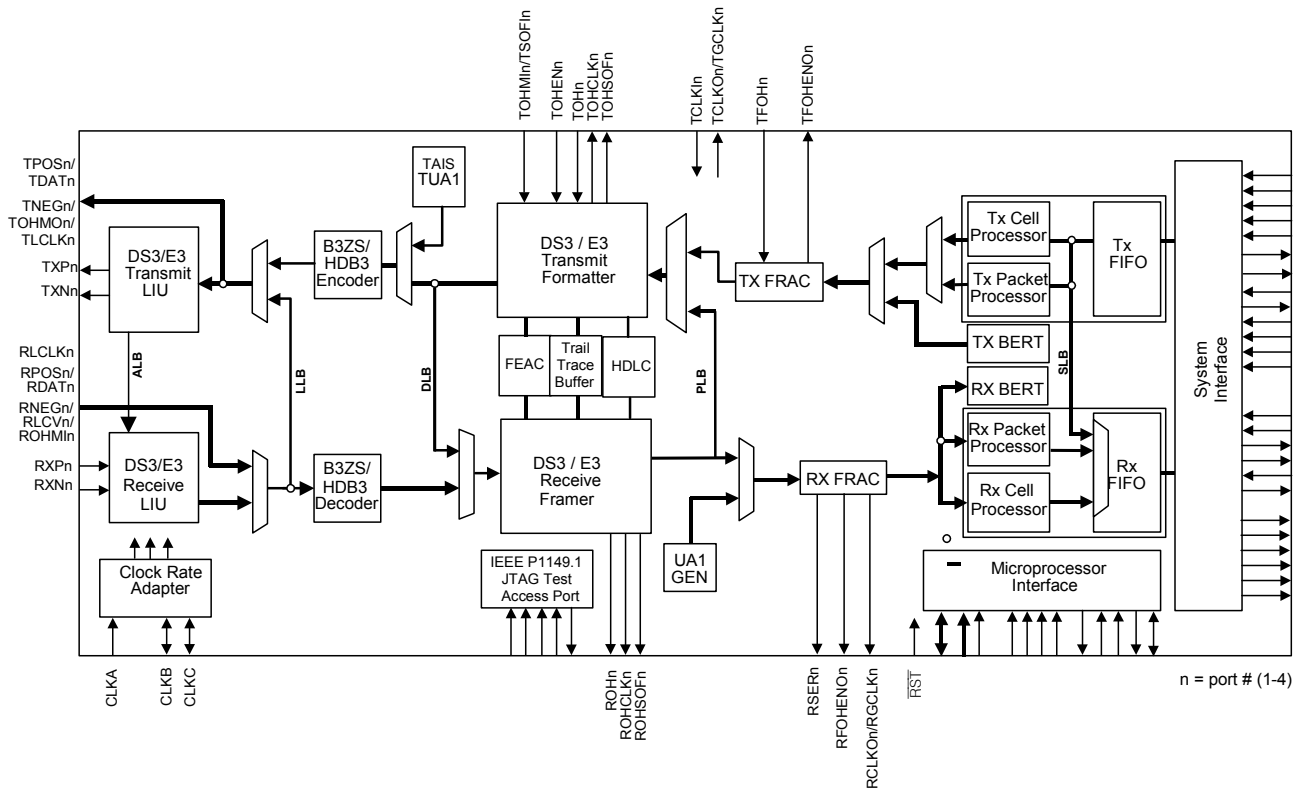 TOHMIn/TSOFIn
TOHENn
TOHn
TOHCLKn
TOHSOFn
TCLKIn
TCLKOn/TGCLKn
TFOHn
TFOHENOn
TPOSn/
TDATn
TNEGn/
TOHMOn/
TLCLKn
TXPn
TXNn
RLCLKn
RPOSn/
RDATn
RNEGn/
RLCVn/
ROHMIn
RXPn
RXNn
DS3/E3
Transmit
LIU
ALB
DS3/E3
Receive
LIU
Clock Rate
Adapter
CLKA
CLKB
CLKC
LLB
B3ZS/
HDB3
Encoder
TAIS
TUA1
B3ZS/
HDB3
Decoder
DLB
DS3 / E3
Transmit
Formatter
FEAC
Trail
Trace
Buffer
HDLC
DS3 / E3
Receive
Framer
IEEE P1149.1
JTAG Test
Access Port
ROHn
ROHCLKn
ROHSOFn
PLB
UA1
GEN
TX FRAC
RX FRAC
RSERn
RFOHENOn
RCLKOn/RGCLKn
Tx Cell
Processor
Tx Packet
Processor
Tx
FIFO
TX BERT
SLB
RX BERT
Rx Packet
Processor
Rx Cell
Processor
Rx
FIFO
Microprocessor
Interface
RST
System
Interface
n = port # (1-4)